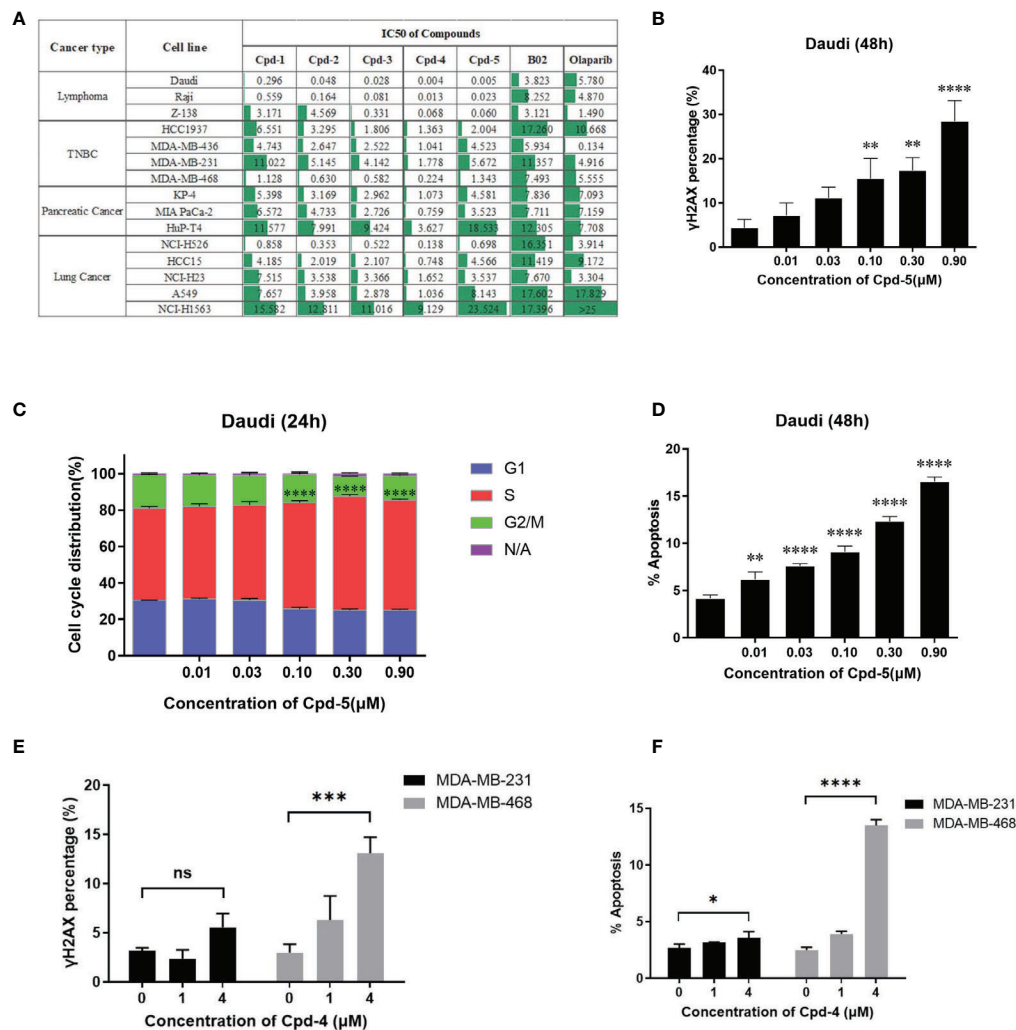 A
Cancer type Cell line IC50 of Compounds
Cpd-1 Cpd-2 Cpd-3 Cpd-4 Cpd-5 B02 Olaparib
Lymphoma
Daudi 0.296 0.048 0.028 0.004 0.005 3.823 5.780
Raji 0.559 0.164 0.081 0.013 0.023 8.252 4.870
Z-138 3.171 4.569 0.331 0.068 0.060 3.121 1.490
TNBC
HCC1937 6.551 3.295 1.806 1.363 2.004 17.260 10.668
MDA-MB-436 4.743 2.647 2.522 1.041 4.523 5.934 0.134
MDA-MB-231 11.022 5.145 4.142 1.778 5.672 11.357 4.916
MDA-MB-468 1.128 0.630 0.582 0.224 1.343 7.493 5.555
Pancreatic Cancer
KP-4 5.398 3.169 2.962 1.073 4.581 7.836 7.093
MIA PaCa-2 6.572 4.733 2.726 0.759 3.523 7.711 7.159
HuP-T4 11.577 7.991 9.424 3.627 18.533 12.305 7.708
Lung Cancer
NCI-H526 0.858 0.353 0.522 0.138 0.698 16.351 3.914
HCC15 4.185 2.019 2.107 0.748 4.566 11.419 9.172
NCI-H23 7.515 3.538 3.366 1.652 3.537 7.670 3.304
A549 7.657 3.958 2.878 1.036 8.143 17.602 17.829
NCI-H1563 15.582 12.811 11.016 9.129 23.524 17.396 >25
B
Daudi (48h)
γH2AX percentage (%)
40
30
20
10
0
** ** ****
0.01 0.03 0.10 0.30 0.90
Concentration of Cpd-5(μM)
C
Daudi (24h)
Cell cycle distribution(%)
100
80
60
40
20
0
**** **** ****
0.01 0.03 0.10 0.30 0.90
Concentration of Cpd-5(μM)
G1
S
G2/M
N/A
D
Daudi (48h)
% Apoptosis
20
15
10
5
0
** **** **** **** ****
0.01 0.03 0.10 0.30 0.90
Concentration of Cpd-5(μM)
E
MDA-MB-231
MDA-MB-468
γH2AX percentage (%)
20
15
10
5
0
ns ***
0 1 4 0 1 4
Concentration of Cpd-4 (μM)
F
MDA-MB-231
MDA-MB-468
% Apoptosis
15
10
5
0
* ****
0 1 4 0 1 4
Concentration of Cpd-4 (μM)